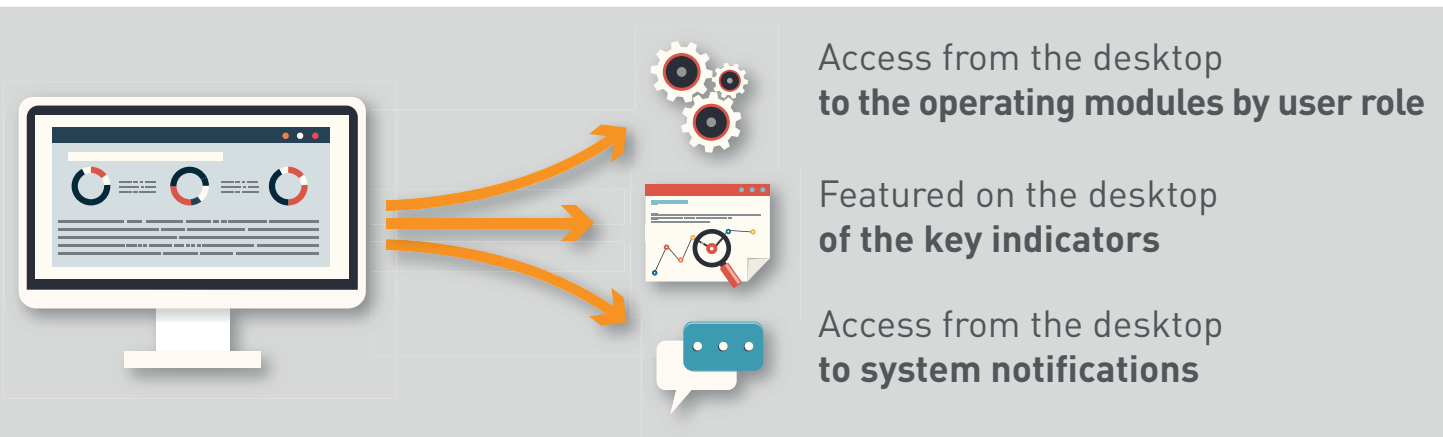 Access from the desktop
to the operating modules by user role
Featured on the desktop
of the key indicators
Access from the desktop
to system notifications